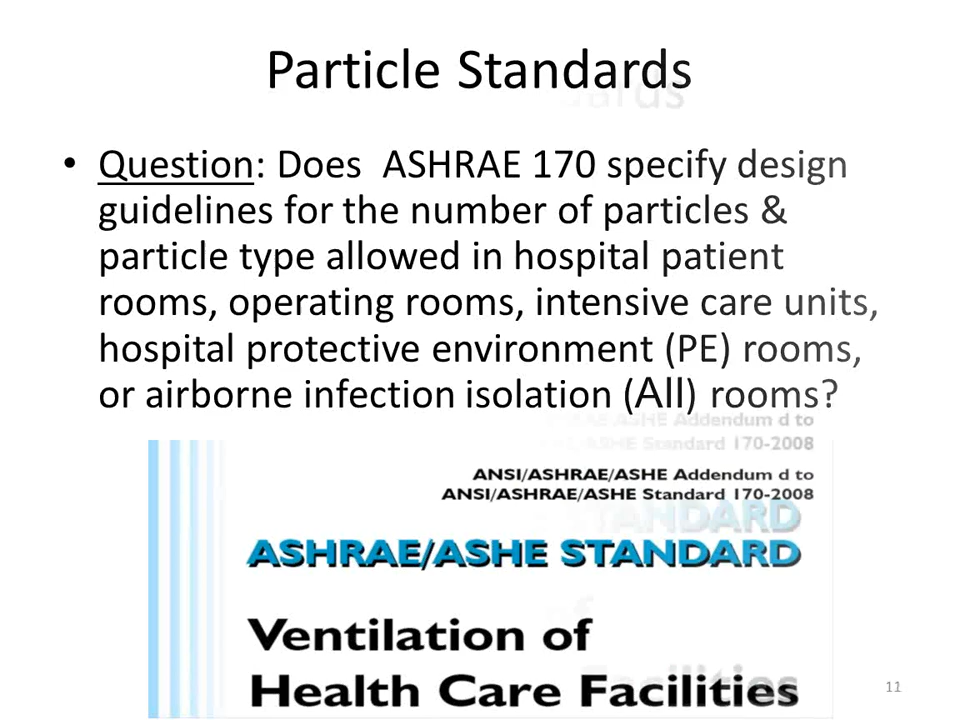 Particle Standards
• Question: Does ASHRAE 170 specify design
guidelines for the number of particles &
particle type allowed in hospital patient
rooms, operating rooms, intensive care units,
hospital protective environment (PE) rooms,
or airborne infection isolation (AII) rooms?
ANSI/ASHRAE/ASHE Addendum d to
ANSI/ASHRAE/ASHE Standard 170-2008
ASHRAE/ASHE STANDARD
Ventilation of
Health Care Facilities
11